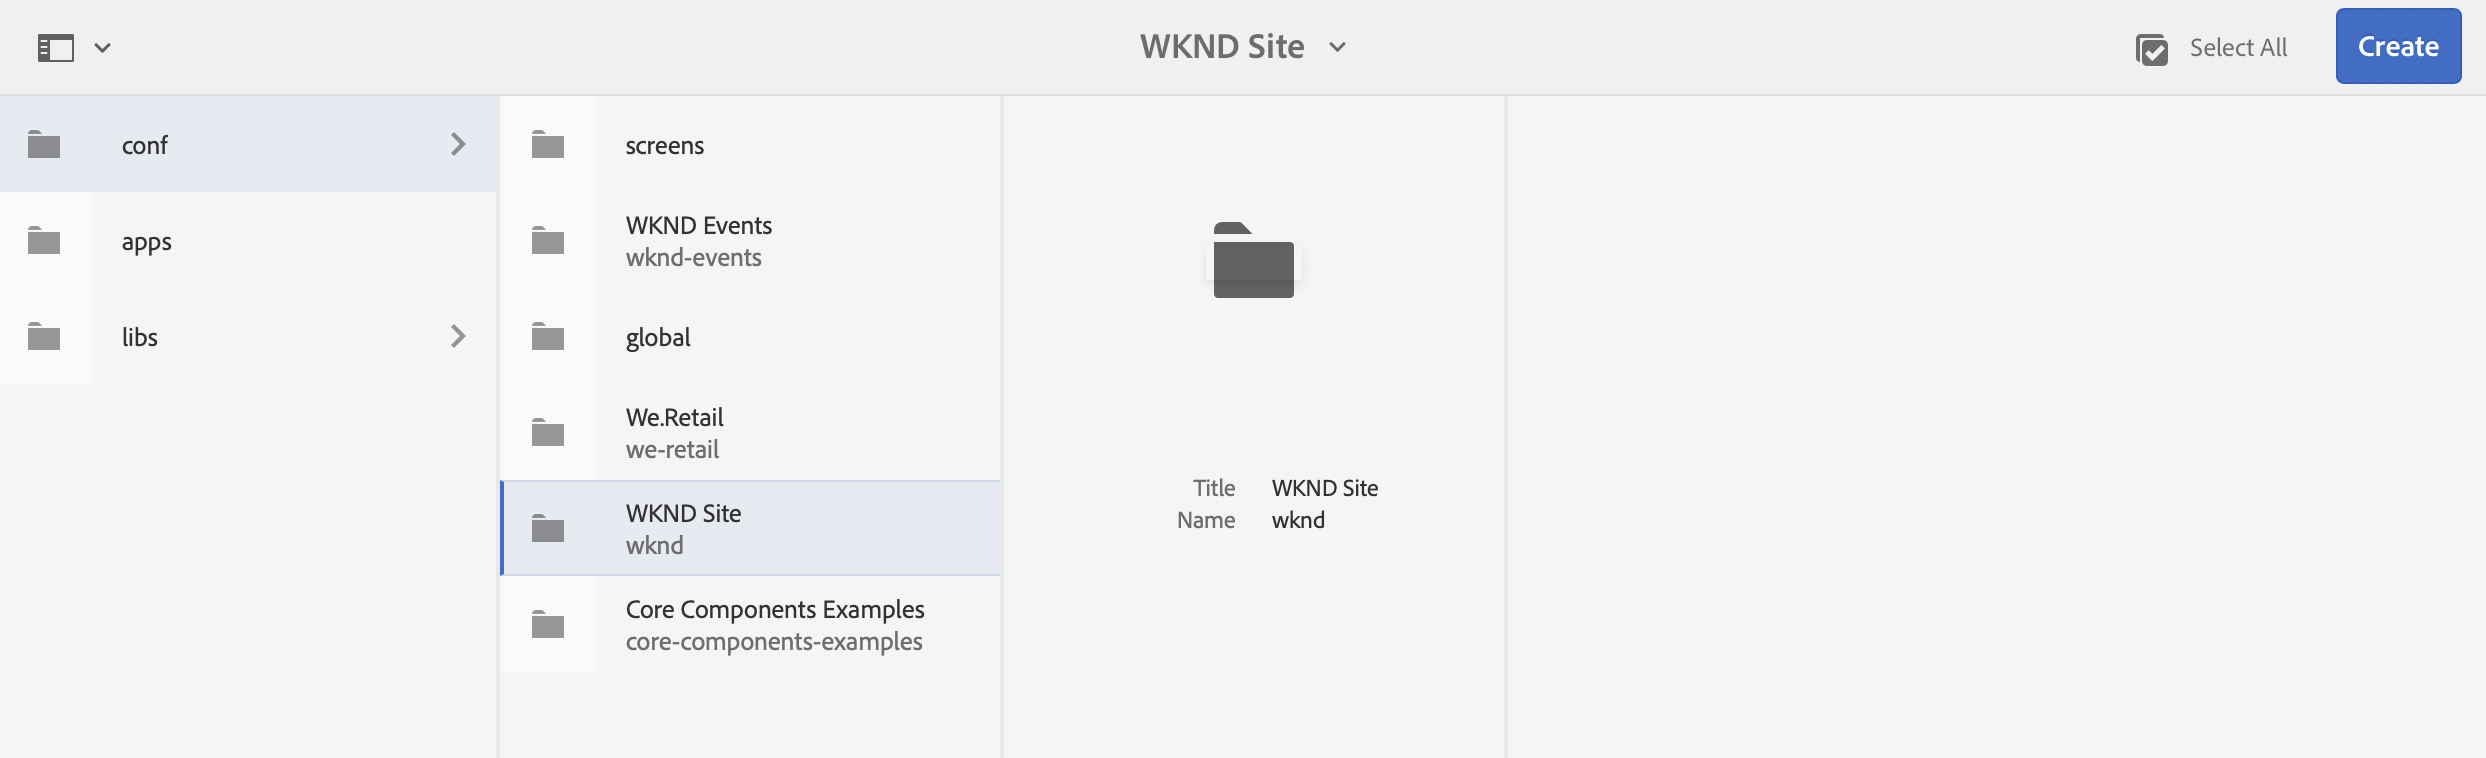 WKND Site
Select All
Create
conf
apps
libs
screens
WKND Events
wknd-events
global
We.Retail
we-retail
WKND Site
wknd
Core Components Examples
core-components-examples
Title WKND Site
Name wknd